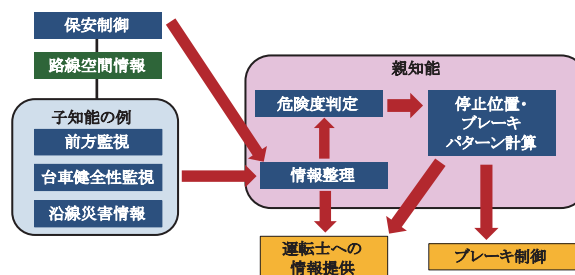 保安制御
路線空間情報
子知能の例
前方監視
台車健全性監視
沿線災害情報
親知能
危険度判定
停止位置・
ブレーキ
パターン計算
情報整理
運転士への
情報提供
ブレーキ制御